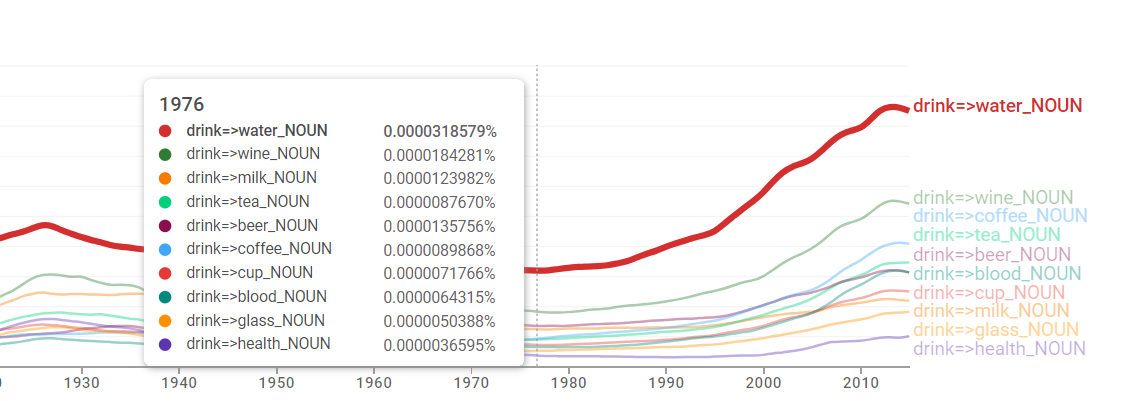 1976
drink=>water_NOUN 0.0000318579%
drink=>wine_NOUN 0.0000184281%
drink=>milk_NOUN 0.0000123982%
drink=>tea_NOUN 0.0000087670%
drink=>beer_NOUN 0.0000135756%
drink=>coffee_NOUN 0.0000089868%
drink=>cup_NOUN 0.0000071766%
drink=>blood_NOUN 0.0000064315%
drink=>glass_NOUN 0.0000050388%
drink=>health_NOUN 0.0000036595%
drink=>water_NOUN
drink=>wine_NOUN
drink=>coffee_NOUN
drink=>tea_NOUN
drink=>beer_NOUN
drink=>blood_NOUN
drink=>cup_NOUN
drink=>milk_NOUN
drink=>glass_NOUN
drink=>health_NOUN
1930 1940 1950 1960 1970 1980 1990 2000 2010